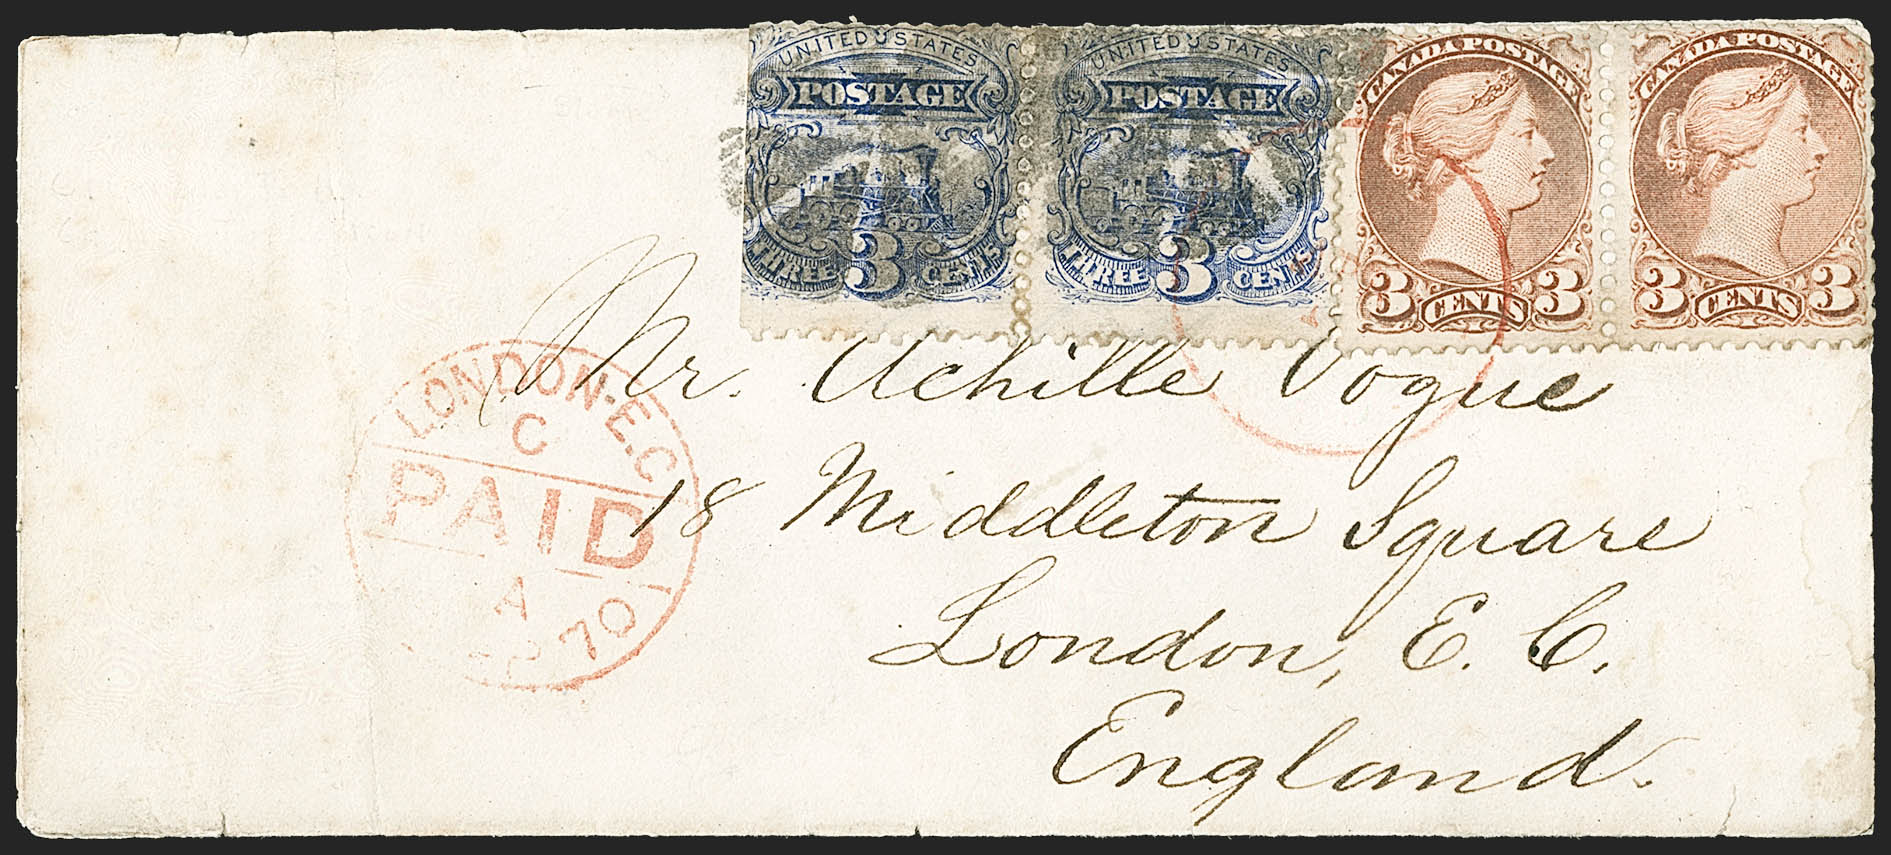 UNITED STATES
POSTAGE
3
THREE CENTS
UNITED STATES
POSTAGE
3
THREE CENTS
CANADA POSTAGE
3 CENTS 3
CANADA POSTAGE
3 CENTS 3
Mr. Achille Vogue
18 Middleton Square
London, E. C.
England.
LONDON-E.C
C
PAID
A
70